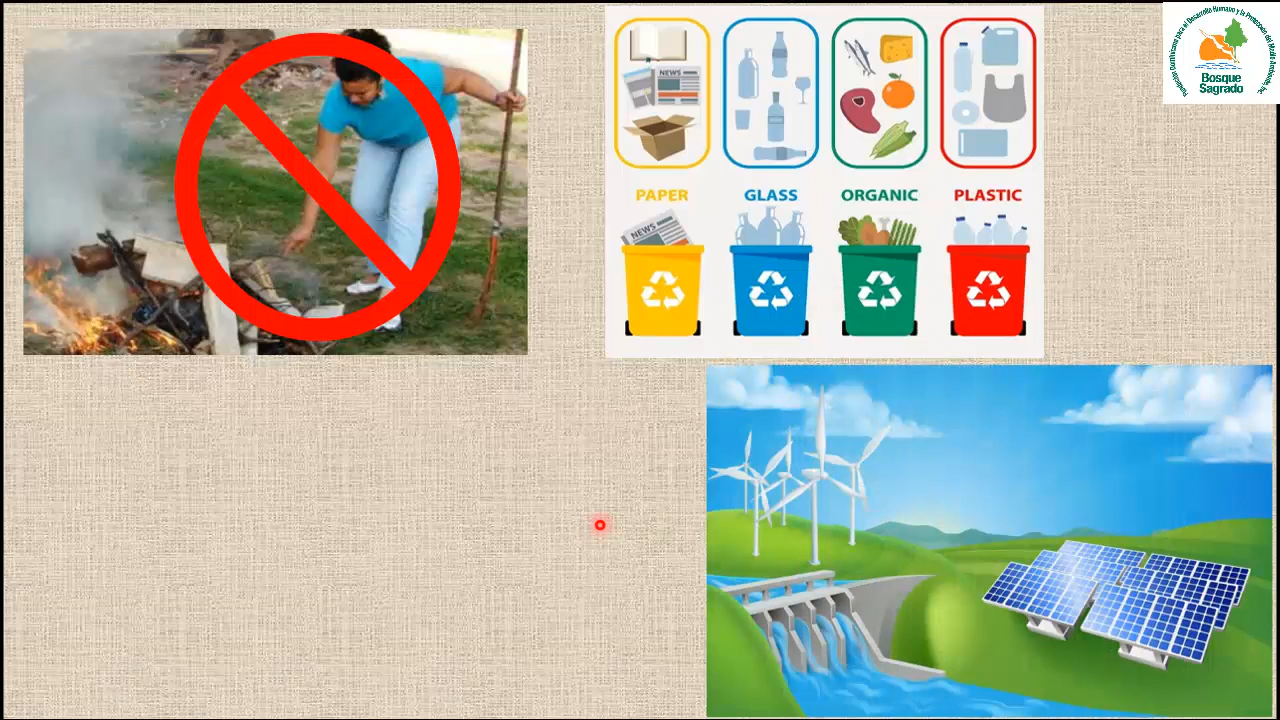 NEWS
PAPER
GLASS
ORGANIC
PLASTIC
NEWS
Bosque
Sagrado